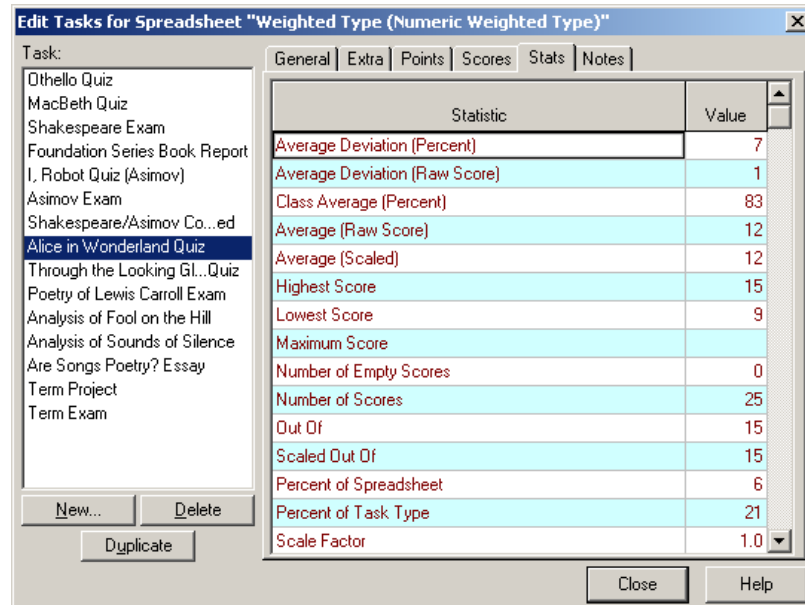 Edit Tasks for Spreadsheet "Weighted Type (Numeric Weighted Type)"
Task:
Othello Quiz
MacBeth Quiz
Shakespeare Exam
Foundation Series Book Report
I, Robot Quiz (Asimov)
Asimov Exam
Shakespeare/Asimov Co...ed
Alice in Wonderland Quiz
Through the Looking Gl...Quiz
Poetry of Lewis Carroll Exam
Analysis of Fool on the Hill
Analysis of Sounds of Silence
Are Songs Poetry? Essay
Term Project
Term Exam
New... Delete
Duplicate
General Extra Points Scores Stats Notes
Statistic Value
Average Deviation (Percent) 7
Average Deviation (Raw Score) 1
Class Average (Percent) 83
Average (Raw Score) 12
Average (Scaled) 12
Highest Score 15
Lowest Score 9
Maximum Score
Number of Empty Scores 0
Number of Scores 25
Out Of 15
Scaled Out Of 15
Percent of Spreadsheet 6
Percent of Task Type 21
Scale Factor 1.0
Close Help